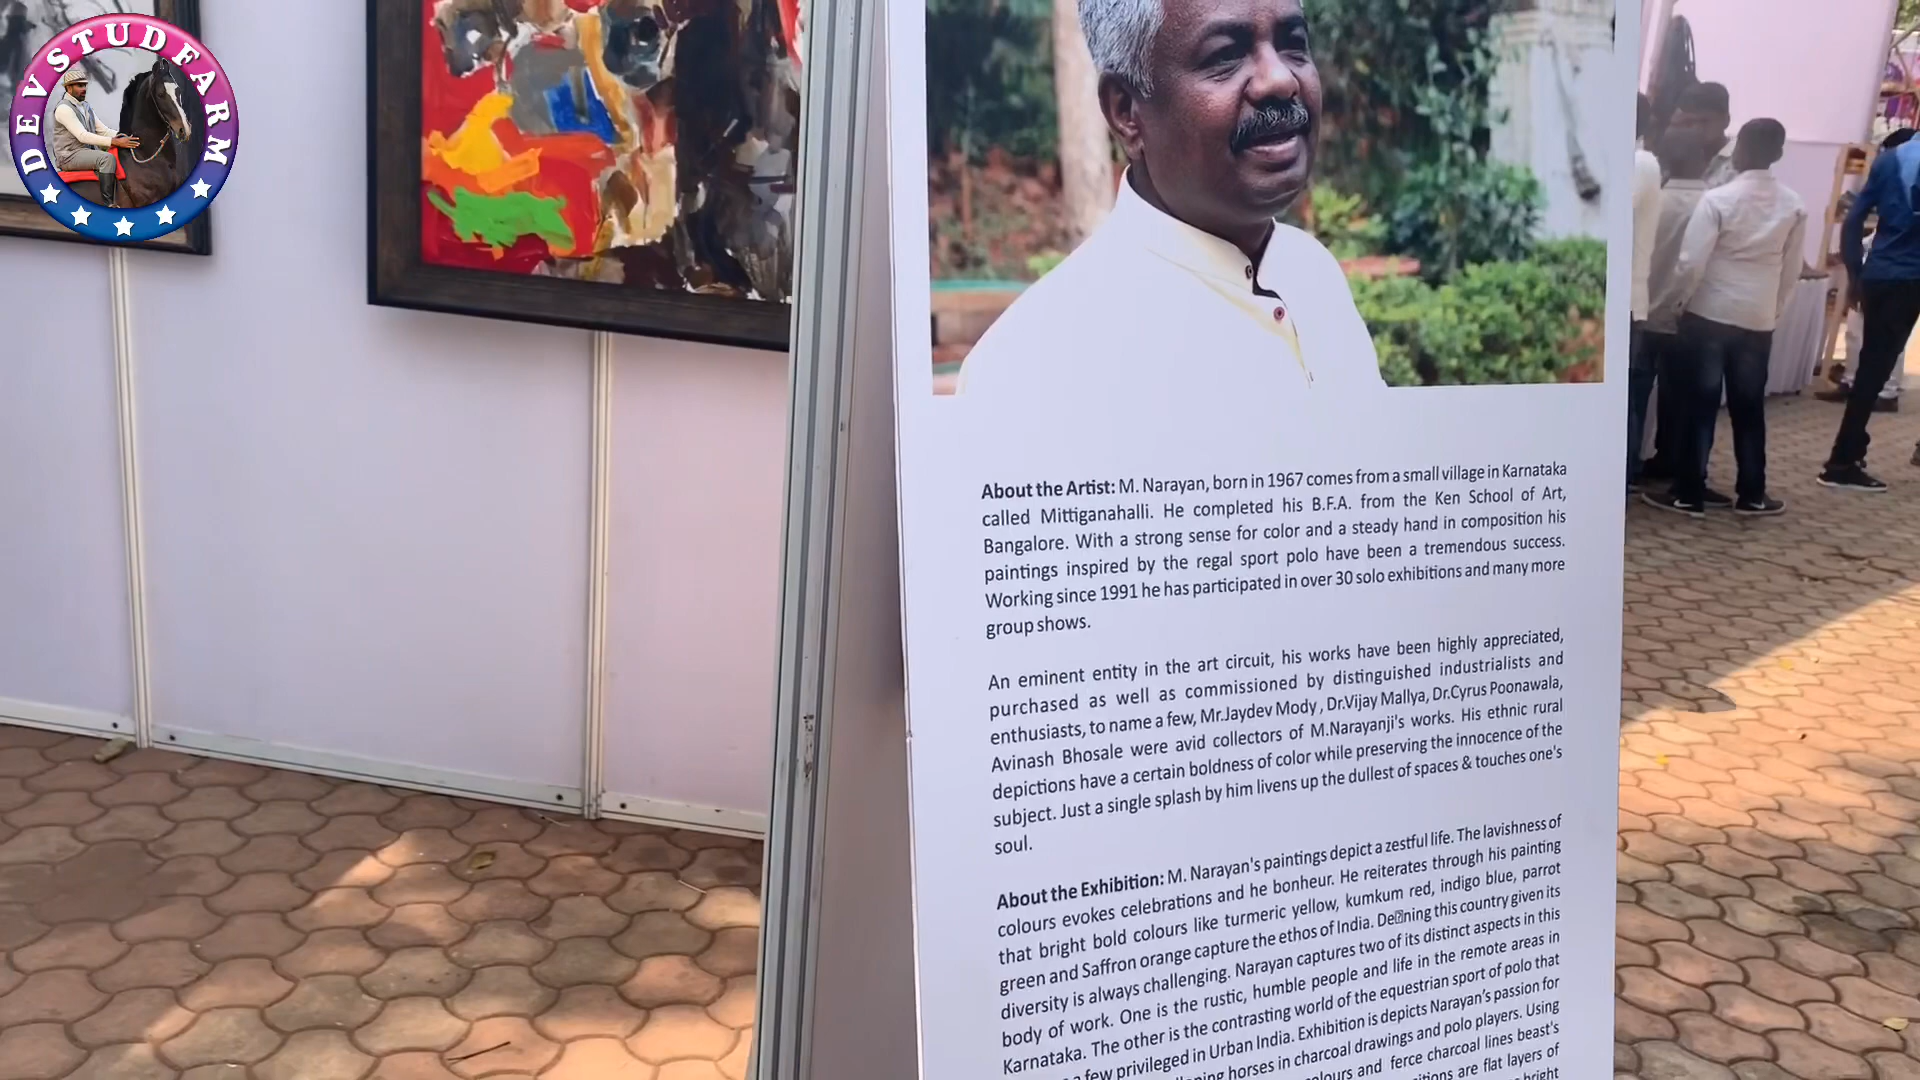 DEVSTUDFARM
About the Artist: M. Narayan, born in 1967 comes from a small village in Karnataka
called Mittiganahalli. He completed his B.F.A. from the Ken School of Art,
Bangalore. With a strong sense for color and a steady hand in composition his
paintings inspired by the regal sport polo have been a tremendous success.
Working since 1991 he has participated in over 30 solo exhibitions and many more
group shows.
An eminent entity in the art circuit, his works have been highly appreciated,
purchased as well as commissioned by distinguished industrialists and
enthusiasts, to name a few, Mr.Jaydev Mody , Dr.Vijay Mallya, Dr.Cyrus Poonawala,
Avinash Bhosale were avid collectors of M.Narayanji's works. His ethnic rural
depictions have a certain boldness of color while preserving the innocence of the
subject. Just a single splash by him livens up the dullest of spaces & touches one's
soul.
About the Exhibition: M. Narayan's paintings depict a zestful life. The lavishness of
colours evokes celebrations and he bonheur. He reiterates through his painting
that bright bold colours like turmeric yellow, kumkum red, indigo blue, parrot
green and Saffron orange capture the ethos of India. De☒ning this country given its
diversity is always challenging. Narayan captures two of its distinct aspects in this
body of work. One is the rustic, humble people and life in the remote areas in
Karnataka. The other is the contrasting world of the equestrian sport of polo that
few privileged in Urban India. Exhibition is depicts Narayan's passion for
horses in charcoal drawings and polo players. Using
and ferce charcoal lines beast's
are flat layers of
bright